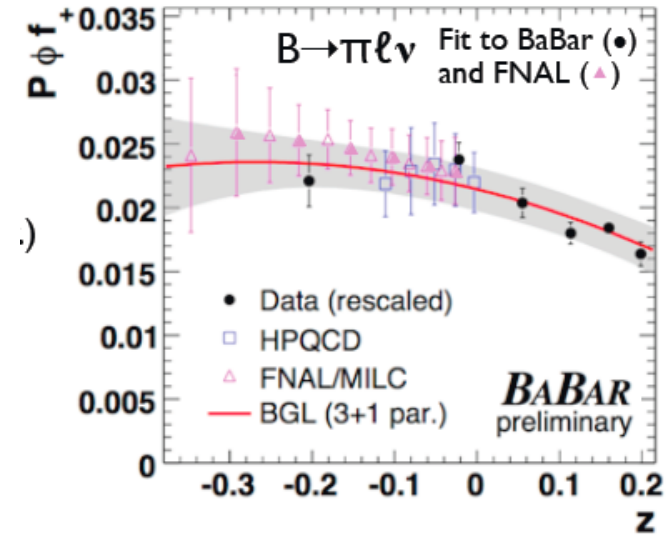 P ϕ f +
0.035
0.03
0.025
0.02
0.015
0.01
0.005
0
B→πℓν
Fit to BaBar (●)
and FNAL (▲)
:)
● Data (rescaled)
□ HPQCD
△ FNAL/MILC
— BGL (3+1 par.)
BABAR
preliminary
-0.3 -0.2 -0.1 0 0.1 0.2
z